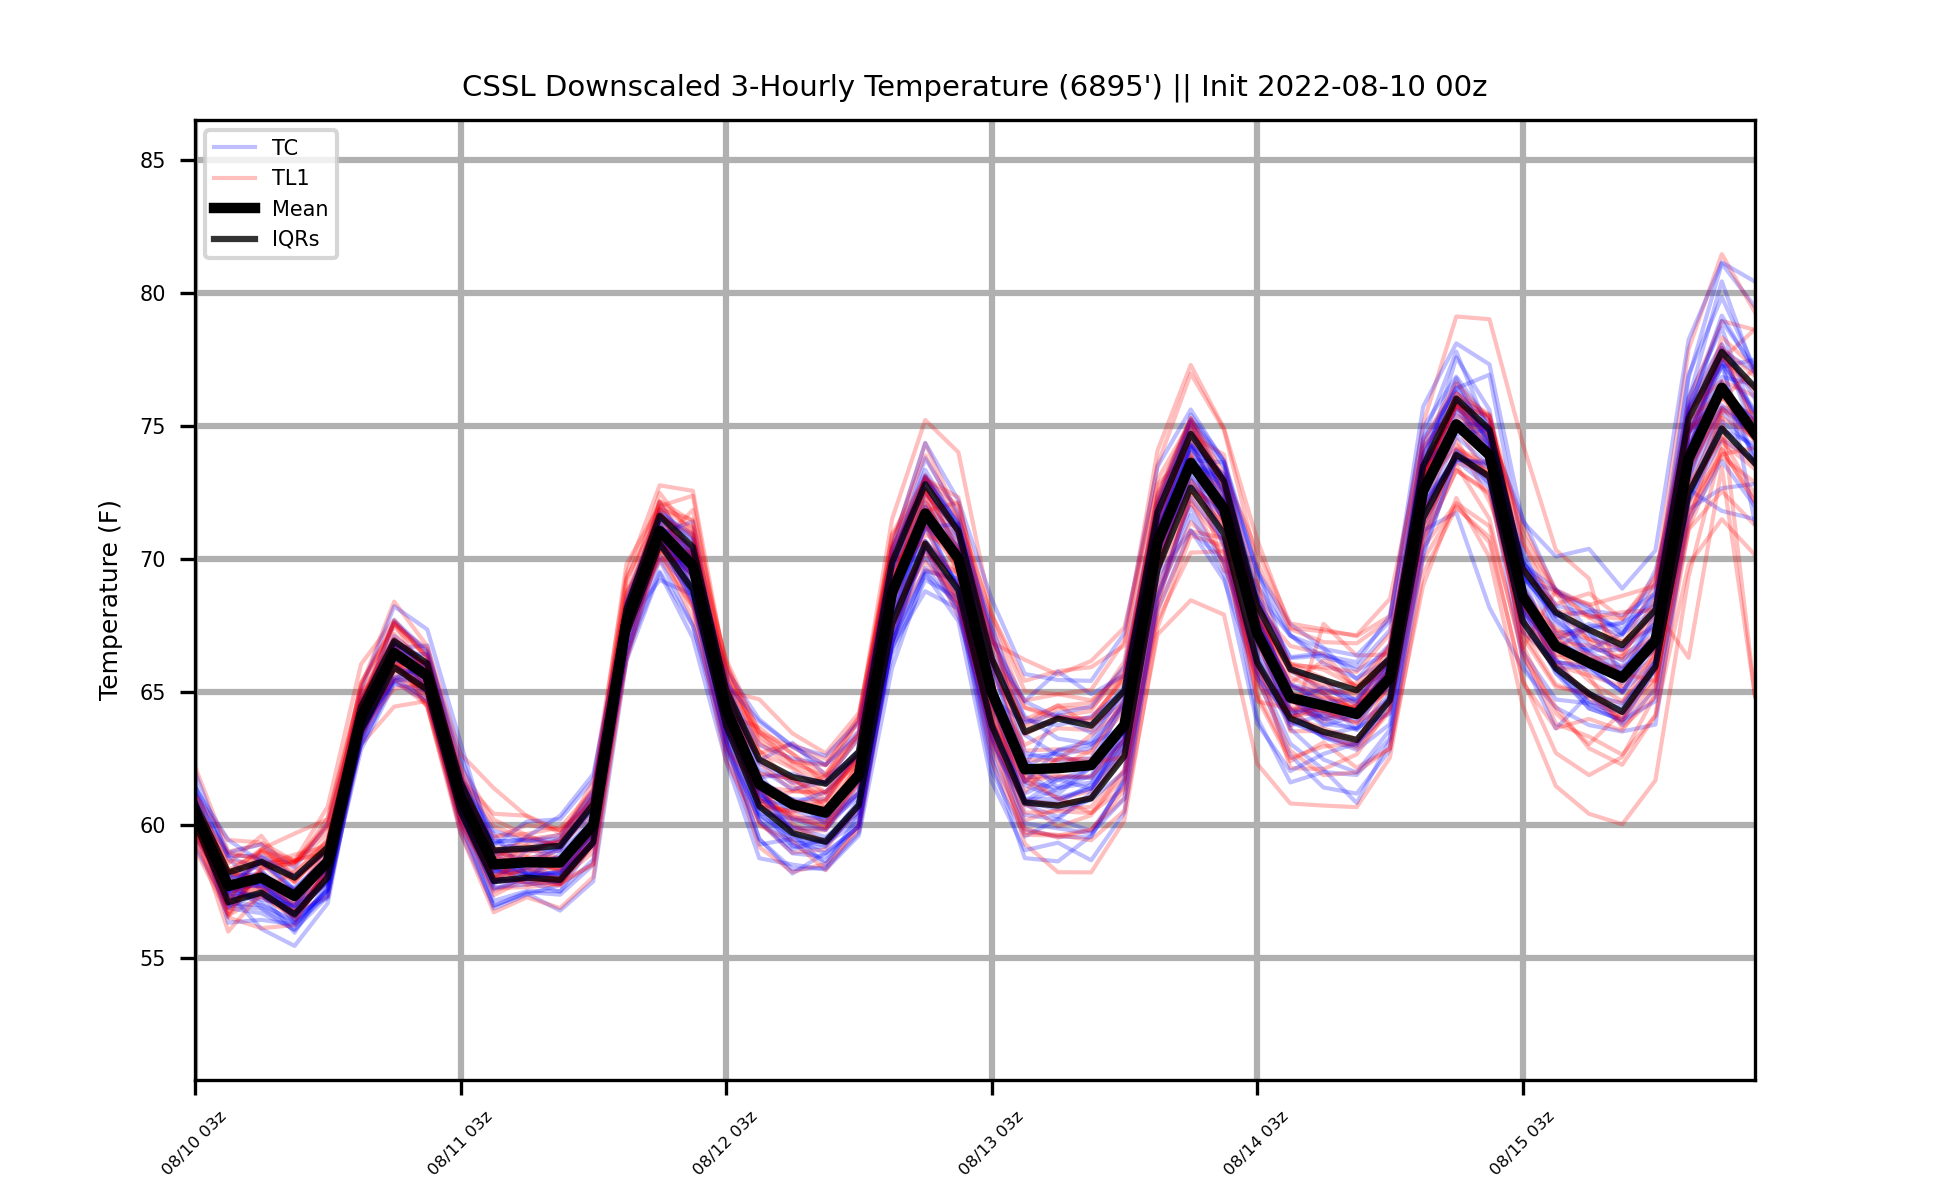 CSSL Downscaled 3-Hourly Temperature (6895') || Init 2022-08-10 00z
TC
TL1
Mean
IQRs
Temperature (F)
85
80
75
70
65
60
55
08/10 03z
08/11 03z
08/12 03z
08/13 03z
08/14 03z
08/15 03z